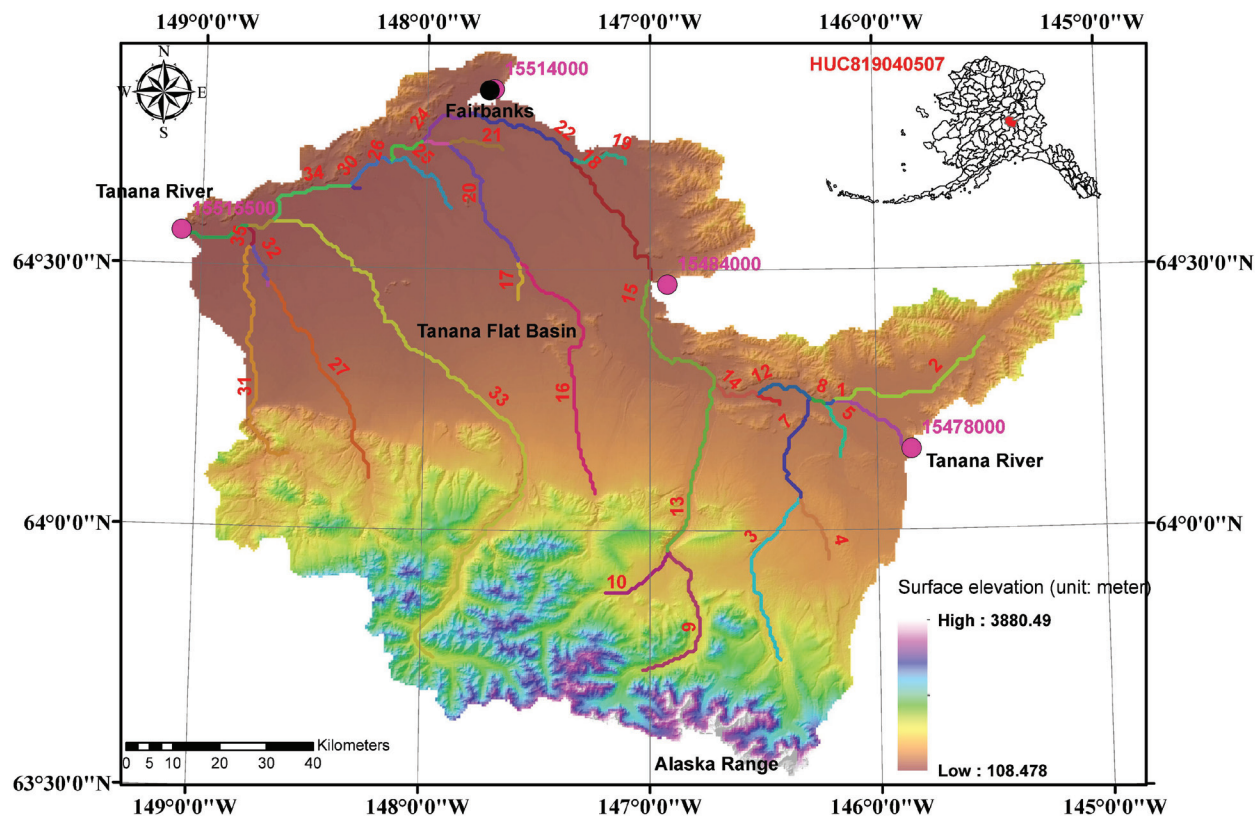 149°0'0"W
148°0'0"W
147°0'0"W
146°0'0"W
145°0'0"W
N
W
E
S
15514000
HUC819040507
Fairbanks
24
22
19
18
21
28
25
30
34
20
Tanana River
15515500
35
32
64°30'0"N
15484000
64°30'0"N
17
15
Tanana Flat Basin
2
27
31
33
16
14
12
8
1
7
5
15478000
Tanana River
13
64°0'0"N
3
4
64°0'0"N
10
9
Surface elevation (unit: meter)
High : 3880.49
Low : 108.478
Kilometers
0 5 10 20 30 40
Alaska Range
63°30'0"N
149°0'0"W
148°0'0"W
147°0'0"W
146°0'0"W
145°0'0"W